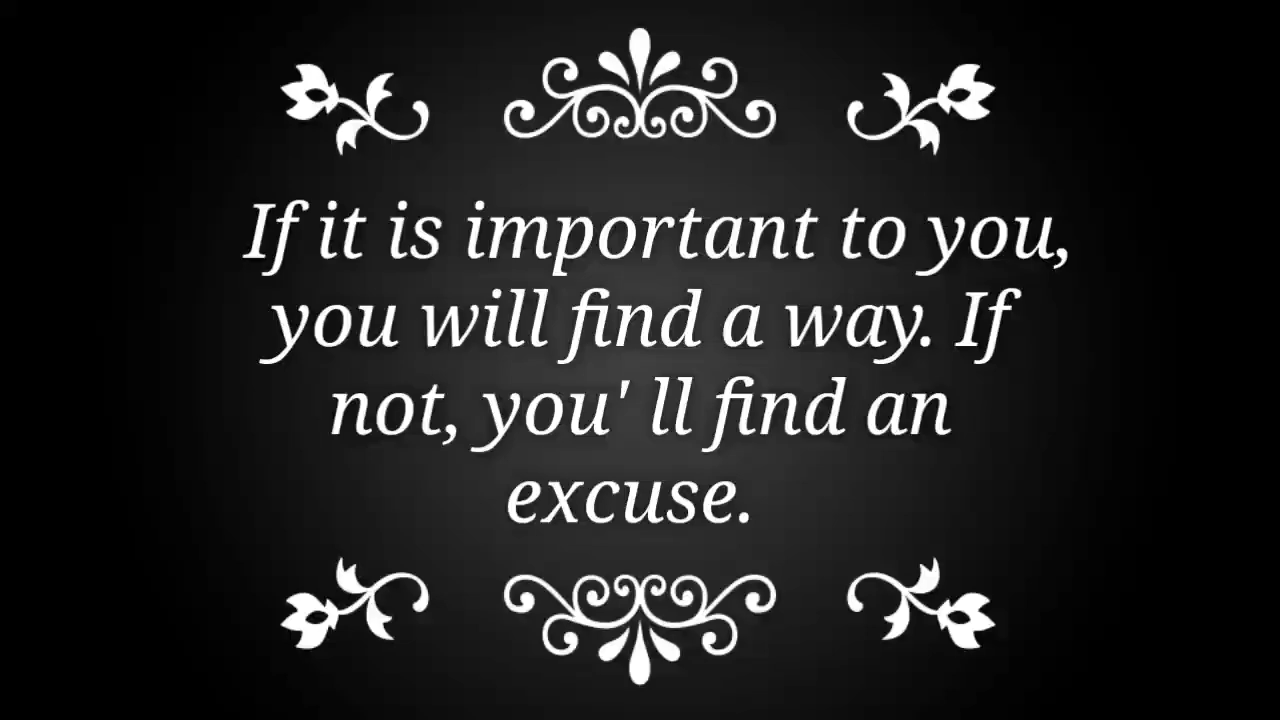 If it is important to you,
you will find a way. If
not, you' ll find an
excuse.